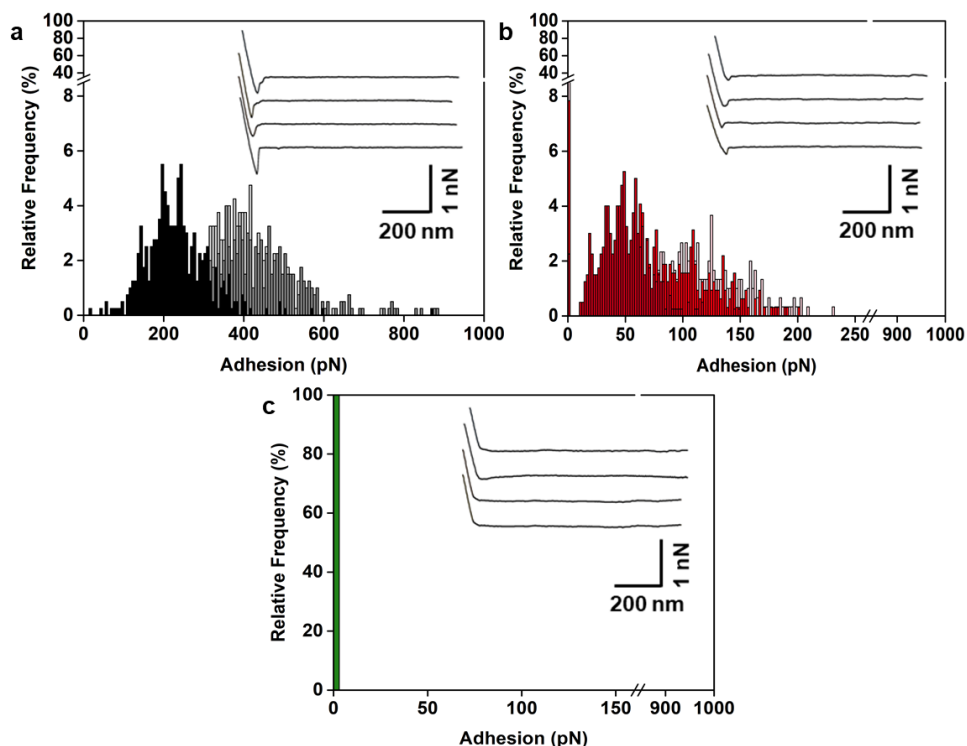 a
100
80
60
40
8
6
4
2
0
Relative Frequency (%)
0 200 400 600 800 1000
Adhesion (pN)
200 nm
1 nN
b
100
80
60
40
8
6
4
2
0
Relative Frequency (%)
0 50 100 150 200 250 900 1000
Adhesion (pN)
200 nm
1 nN
c
100
80
60
40
20
0
Relative Frequency (%)
0 50 100 150 900 1000
Adhesion (pN)
200 nm
1 nN